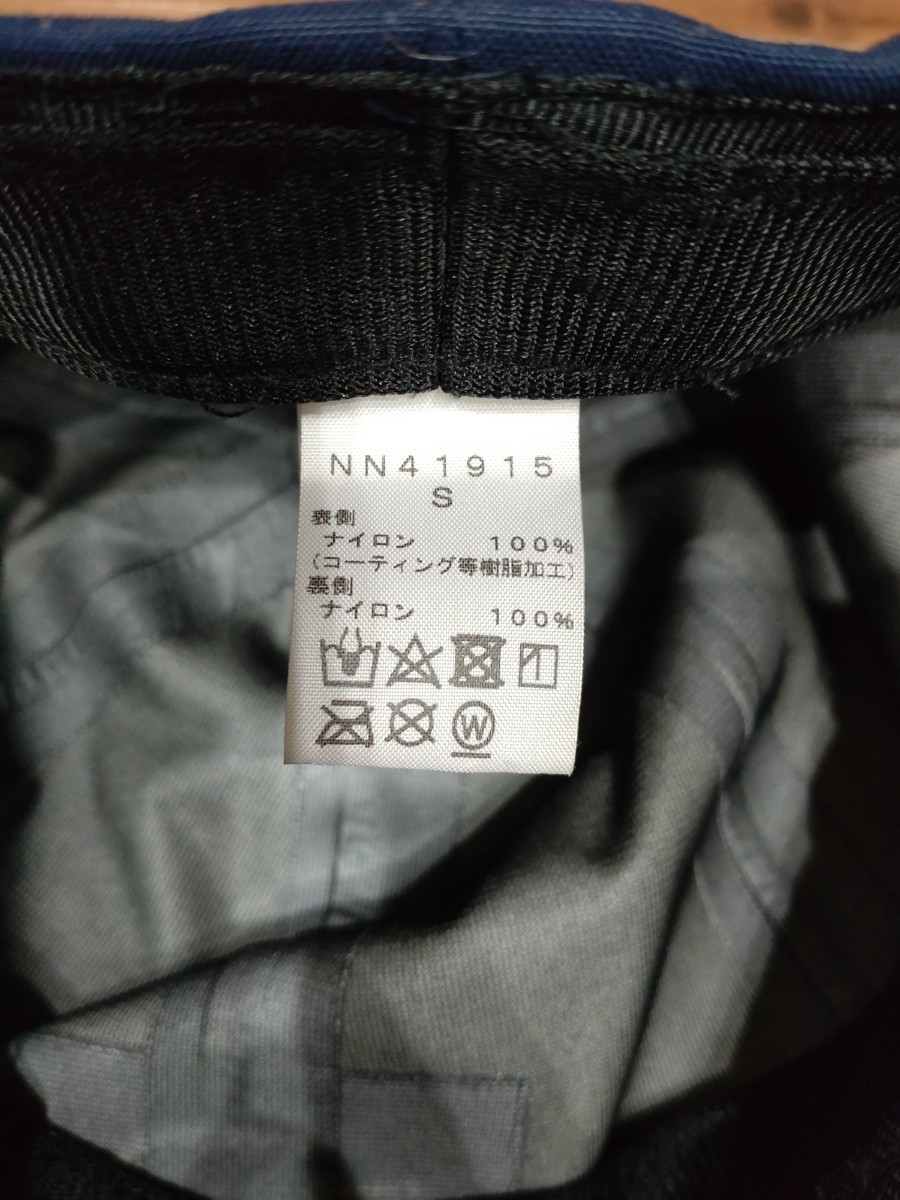 NN41915
S
表側
ナイロン 100%
(コーティング等樹脂加工)
裏側
ナイロン 100%
W